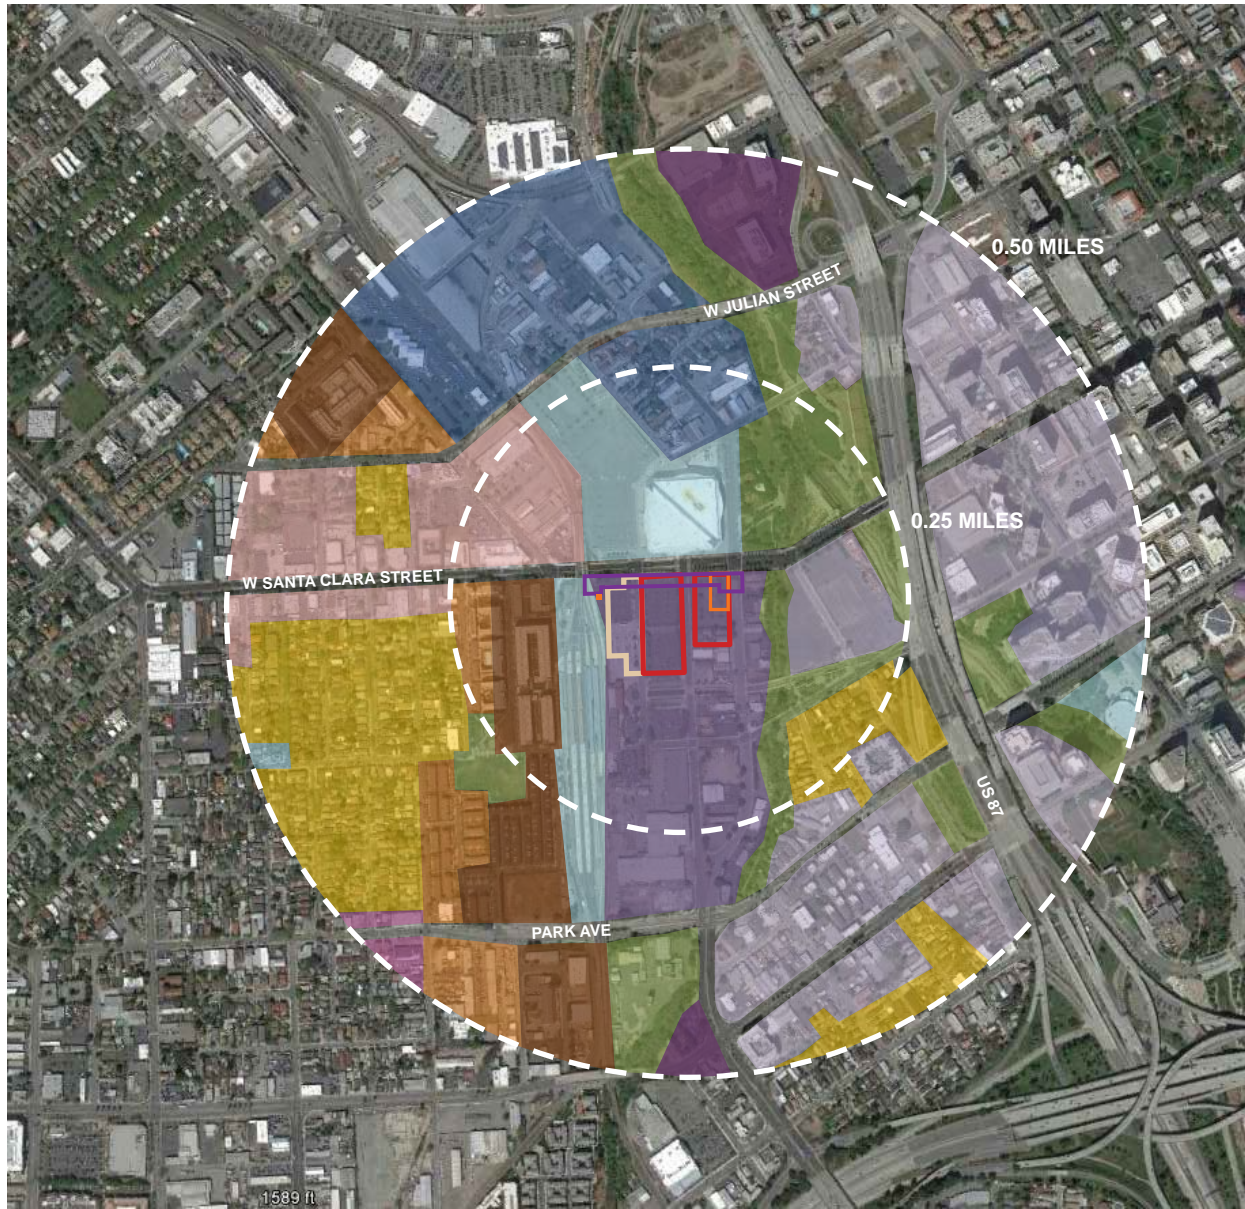 0.50 MILES
W JULIAN STREET
0.25 MILES
W SANTA CLARA STREET
US 87
PARK AVE
1589 ft